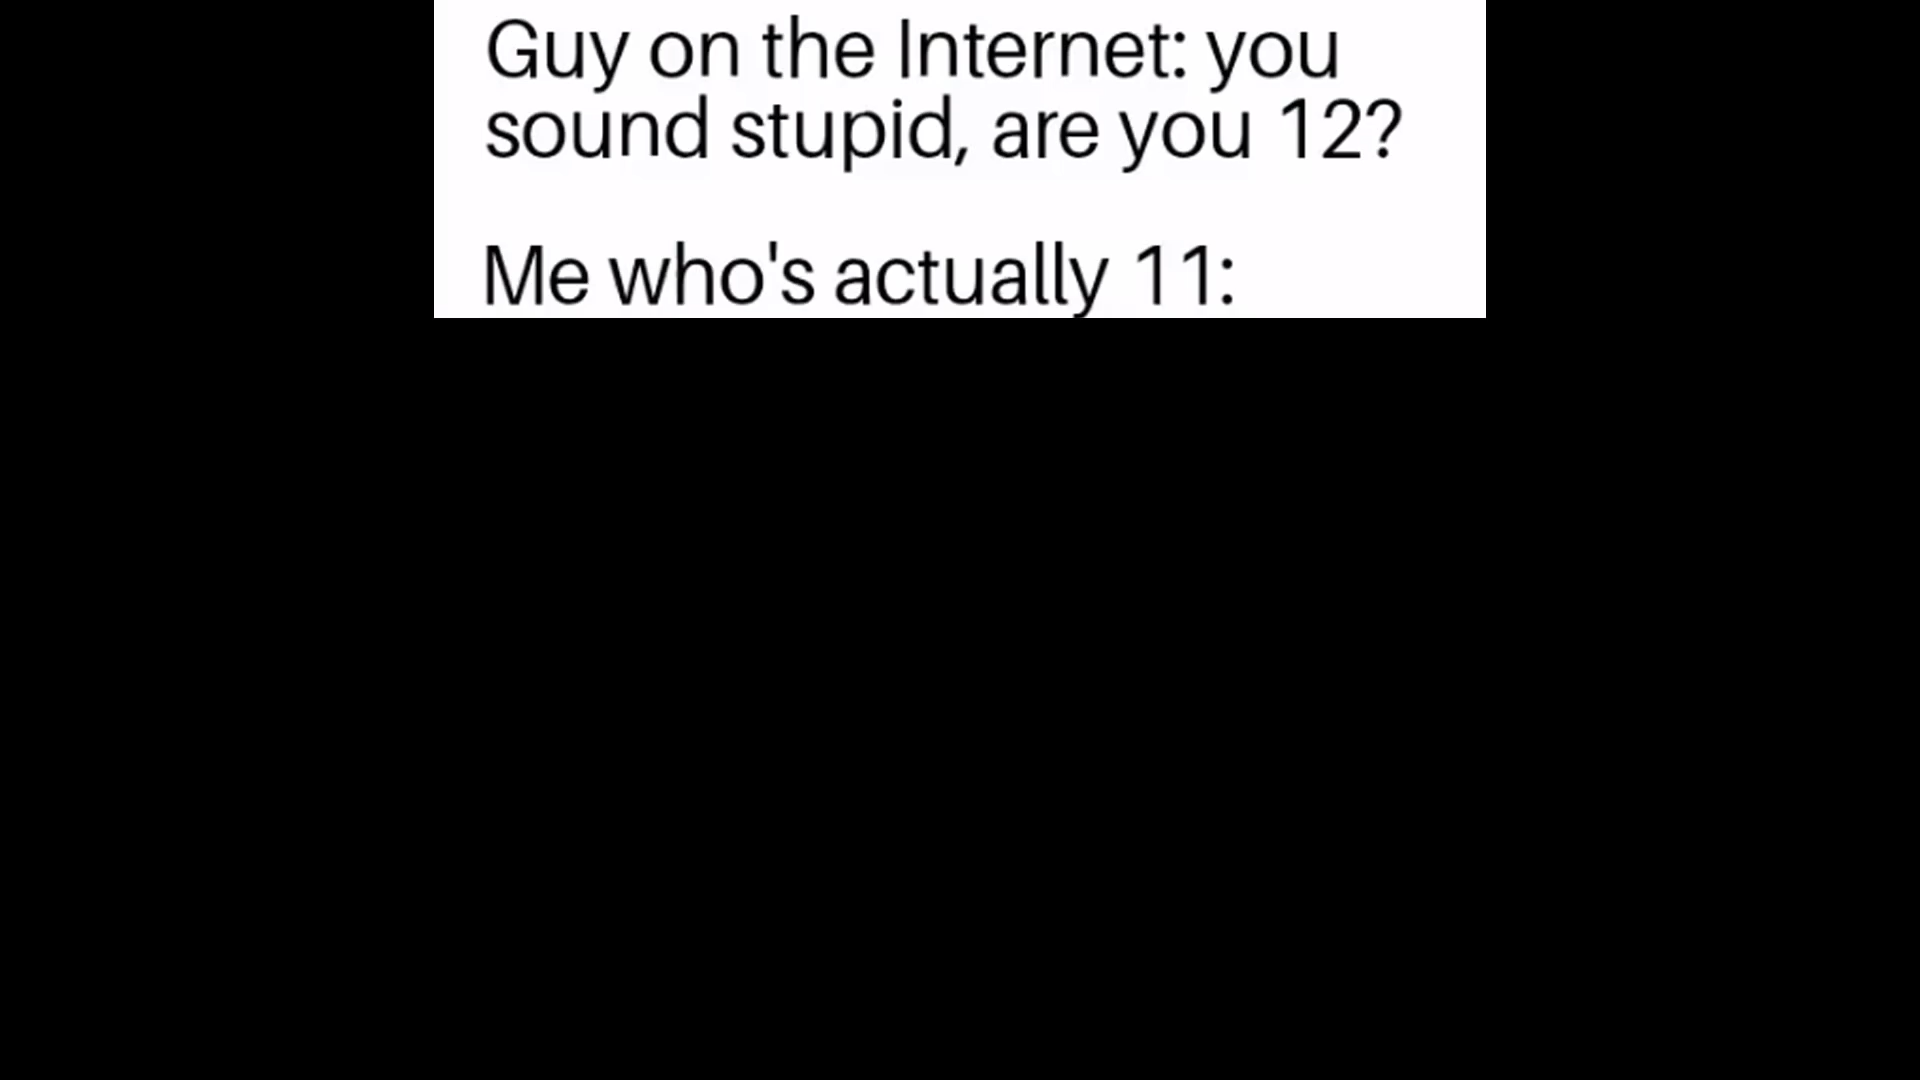 Guy on the Internet: you
sound stupid, are you 12?
Me who's actually 11: